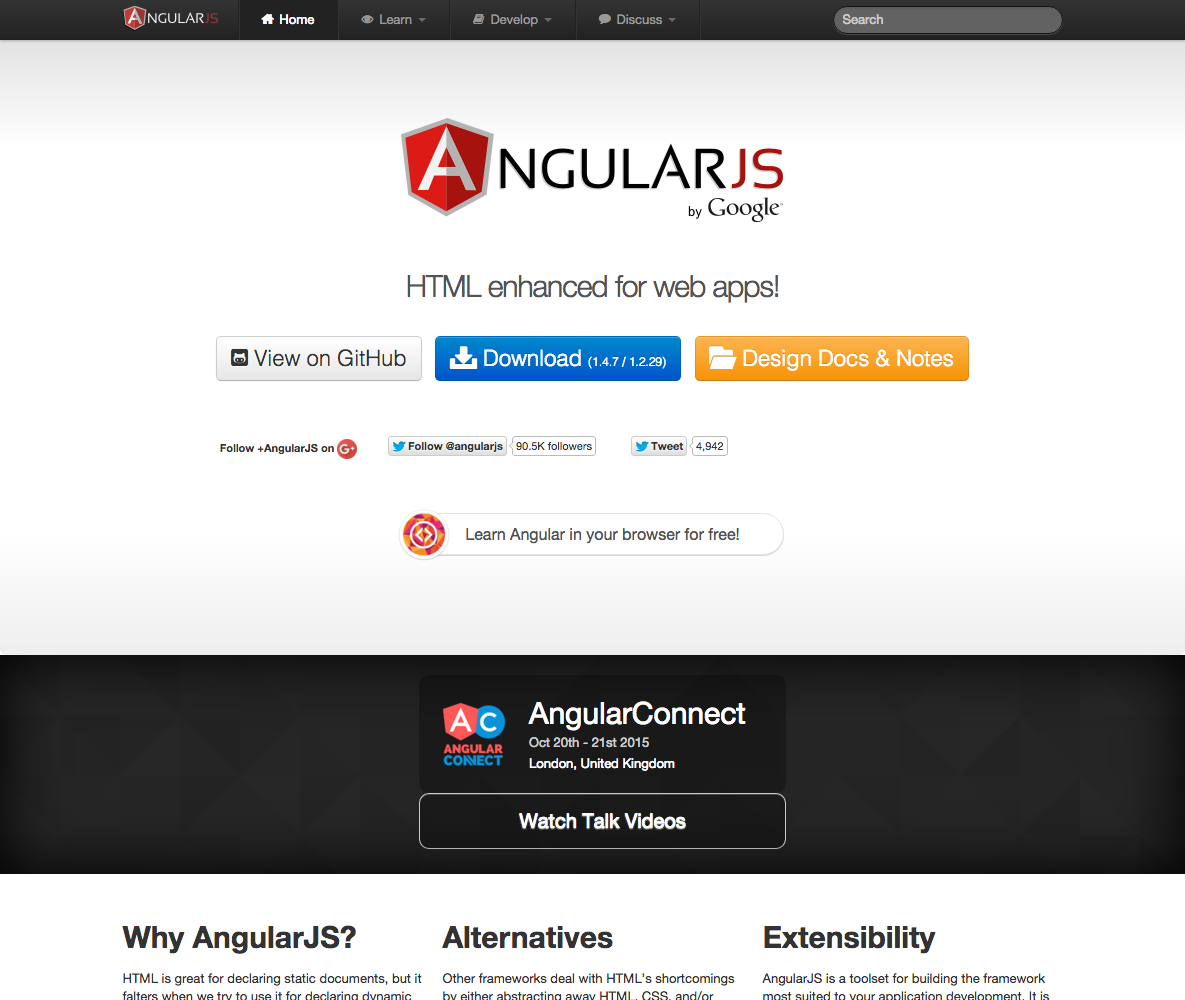 ANGULARJS Home Learn Develop Discuss Search
ANGULARJS
by Google
HTML enhanced for web apps!
View on GitHub Download (1.4.7 / 1.2.29) Design Docs & Notes
Follow +AngularJS on G+ Follow @angularjs 90.5K followers Tweet 4,942
Learn Angular in your browser for free!
AngularConnect
A C
ANGULAR
CONNECT
Oct 20th - 21st 2015
London, United Kingdom
Watch Talk Videos
Why AngularJS?
HTML is great for declaring static documents, but it
falters when we try to use it for declaring dynamic
Alternatives
Other frameworks deal with HTML's shortcomings
by either abstracting away HTML, CSS, and/or
Extensibility
AngularJS is a toolset for building the framework
most suited to your application development. It is